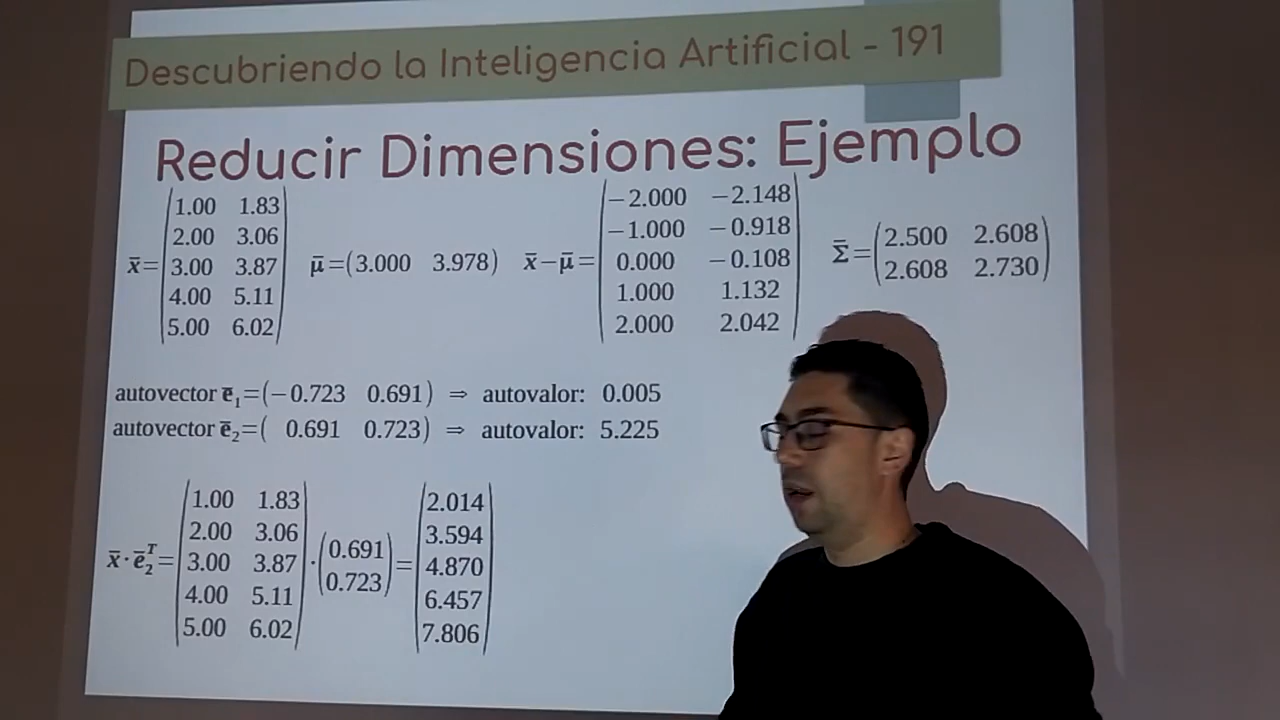 Descubriendo la Inteligencia Artificial - 191
Reducir Dimensiones: Ejemplo
x̄= (1.00 1.83
2.00 3.06
3.00 3.87
4.00 5.11
5.00 6.02)
μ̄=(3.000 3.978)
x̄−μ̄= (−2.000 −2.148
−1.000 −0.918
0.000 −0.108
1.000 1.132
2.000 2.042)
Σ̄= (2.500 2.608
2.608 2.730)
autovector ē₁=(−0.723 0.691) ⇒ autovalor: 0.005
autovector ē₂=( 0.691 0.723) ⇒ autovalor: 5.225
x̄·ē₂ᵀ= (1.00 1.83
2.00 3.06
3.00 3.87
4.00 5.11
5.00 6.02)
· (0.691
0.723)
= (2.014
3.594
4.870
6.457
7.806)